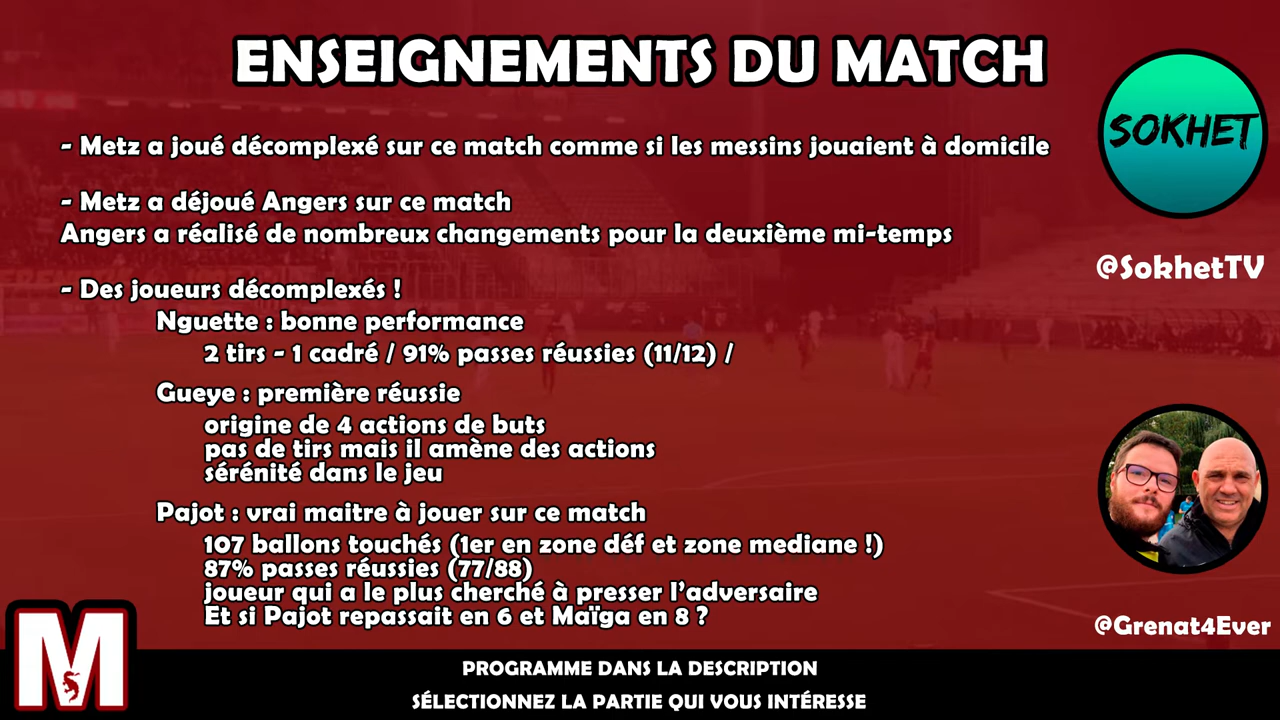 ENSEIGNEMENTS DU MATCH
- Metz a joué décomplexé sur ce match comme si les messins jouaient à domicile
- Metz a déjoué Angers sur ce match
Angers a réalisé de nombreux changements pour la deuxième mi-temps
- Des joueurs décomplexés !
Nguette : bonne performance
2 tirs - 1 cadré / 91% passes réussies (11/12) /
Gueye : première réussie
origine de 4 actions de buts
pas de tirs mais il amène des actions
sérénité dans le jeu
Pajot : vrai maitre à jouer sur ce match
107 ballons touchés (1er en zone déf et zone mediane !)
87% passes réussies (77/88)
joueur qui a le plus cherché à presser l'adversaire
Et si Pajot repassait en 6 et Maïga en 8 ?
SOKHET
@SokhetTV
@Grenat4Ever
M
PROGRAMME DANS LA DESCRIPTION
SÉLECTIONNEZ LA PARTIE QUI VOUS INTÉRESSE